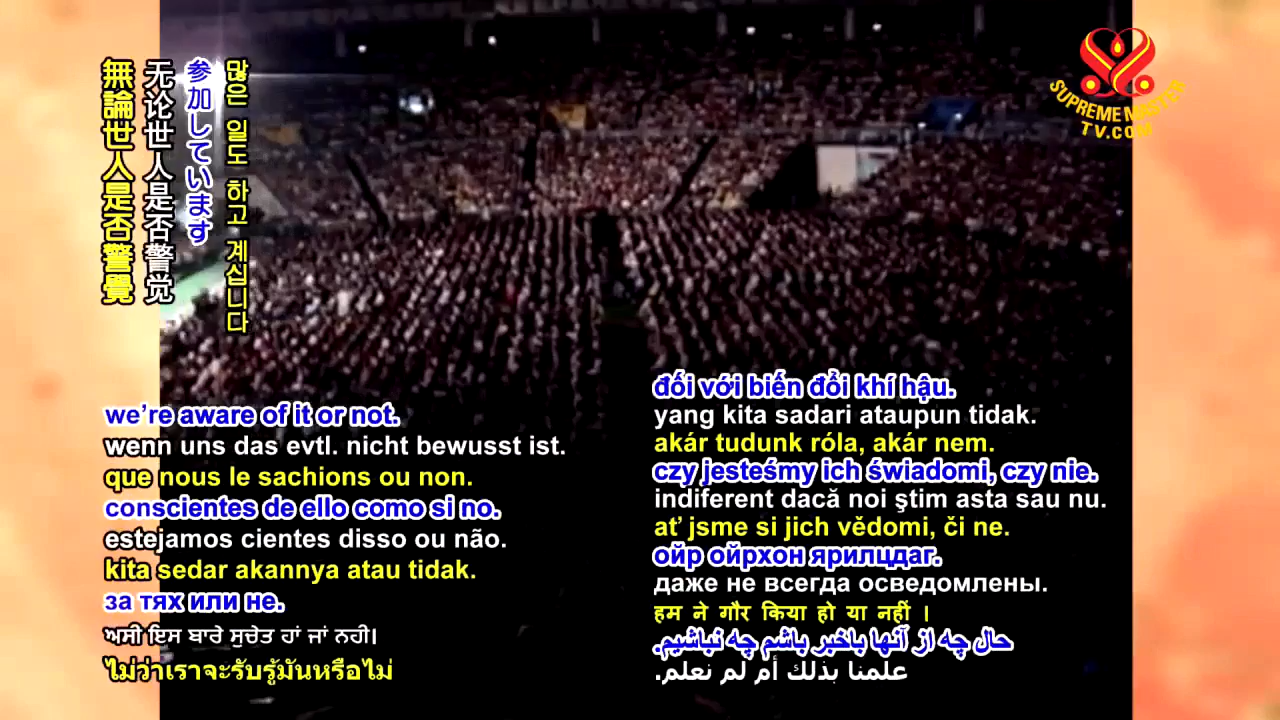 無論世人是否警覺
无论世人是否警觉
参加しています
많은 일도 하고 계십니다
SUPREME MASTER
TV.COM
we're aware of it or not.
wenn uns das evtl. nicht bewusst ist.
que nous le sachions ou non.
conscientes de ello como si no.
estejamos cientes disso ou não.
kita sedar akannya atau tidak.
за тях или не.
ਅਸੀ ਇਸ ਬਾਰੇ ਸੁਚੇਤ ਹਾਂ ਜਾਂ ਨਹੀ।
ไม่ว่าเราจะรับรู้มันหรือไม่
đối với biến đổi khí hậu.
yang kita sadari ataupun tidak.
akár tudunk róla, akár nem.
czy jesteśmy ich świadomi, czy nie.
indiferent dacă noi ştim asta sau nu.
ať jsme si jich vědomi, či ne.
ойр ойрхон ярилцдаг.
даже не всегда осведомлены.
हम ने गौर किया हो या नहीं ।
حال چه از آنها باخبر باشم چه نباشیم.
علمنا بذلك أم لم نعلم.